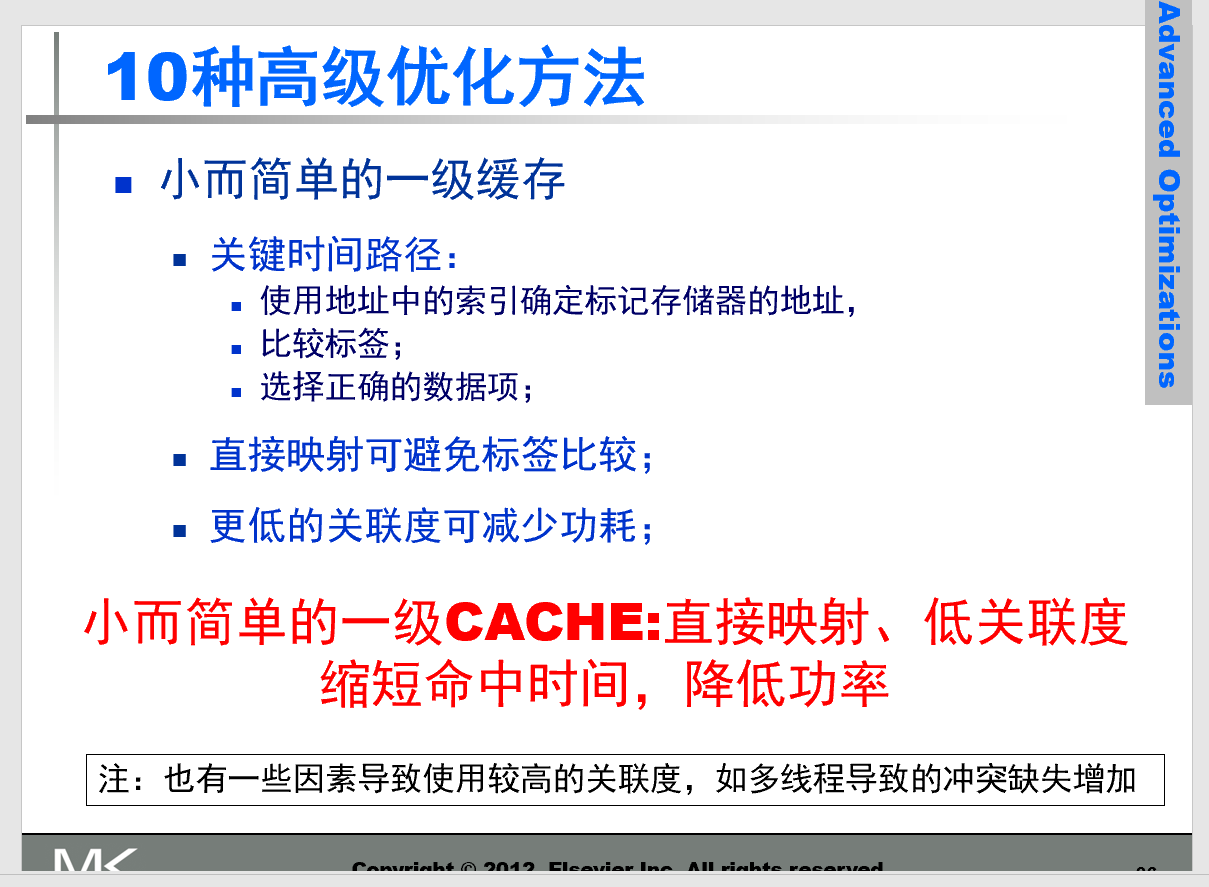 10种高级优化方法
Advanced Optimizations
小而简单的一级缓存
关键时间路径：
使用地址中的索引确定标记存储器的地址，
比较标签；
选择正确的数据项；
直接映射可避免标签比较；
更低的关联度可减少功耗；
小而简单的一级CACHE:直接映射、低关联度
缩短命中时间，降低功率
注：也有一些因素导致使用较高的关联度，如多线程导致的冲突缺失增加
MK
Copyright © 2012, Elsevier Inc. All rights reserved.